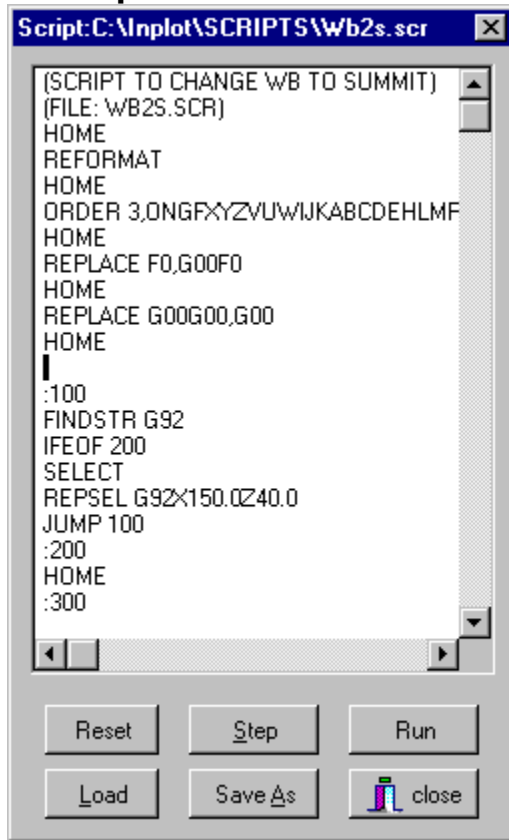 Script:C:\Inplot\SCRIPTS\Wb2s.scr
(SCRIPT TO CHANGE WB TO SUMMIT)
(FILE: WB2S.SCR)
HOME
REFORMAT
HOME
ORDER 3,ONGFXYZVUWIJKABCDEHLMF
HOME
REPLACE F0,G00F0
HOME
REPLACE G00G00,G00
HOME
:100
FINDSTR G92
IFEOF 200
SELECT
REPSEL G92X150.0Z40.0
JUMP 100
:200
HOME
:300
Reset Step Run
Load Save As close